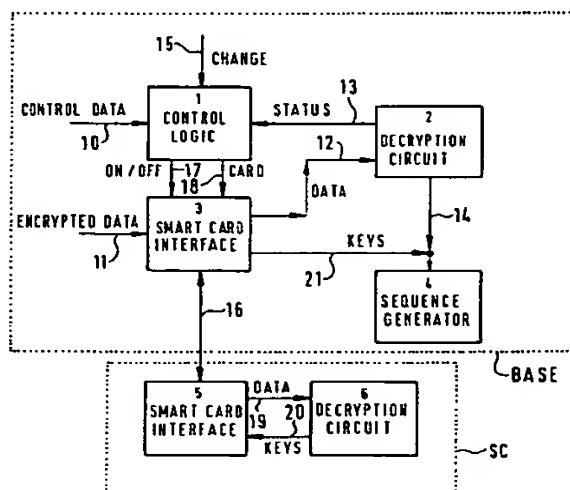 15
CHANGE
1
CONTROL
LOGIC
CONTROL DATA
10
STATUS
13
2
DECRYPTION
CIRCUIT
12
ON/OFF
17
18
CARD
DATA
14
3
SMART CARD
INTERFACE
ENCRYPTED DATA
11
KEYS
21
4
SEQUENCE
GENERATOR
16
BASE
5
SMART CARD
INTERFACE
DATA
19
20
KEYS
6
DECRYPTION
CIRCUIT
SC